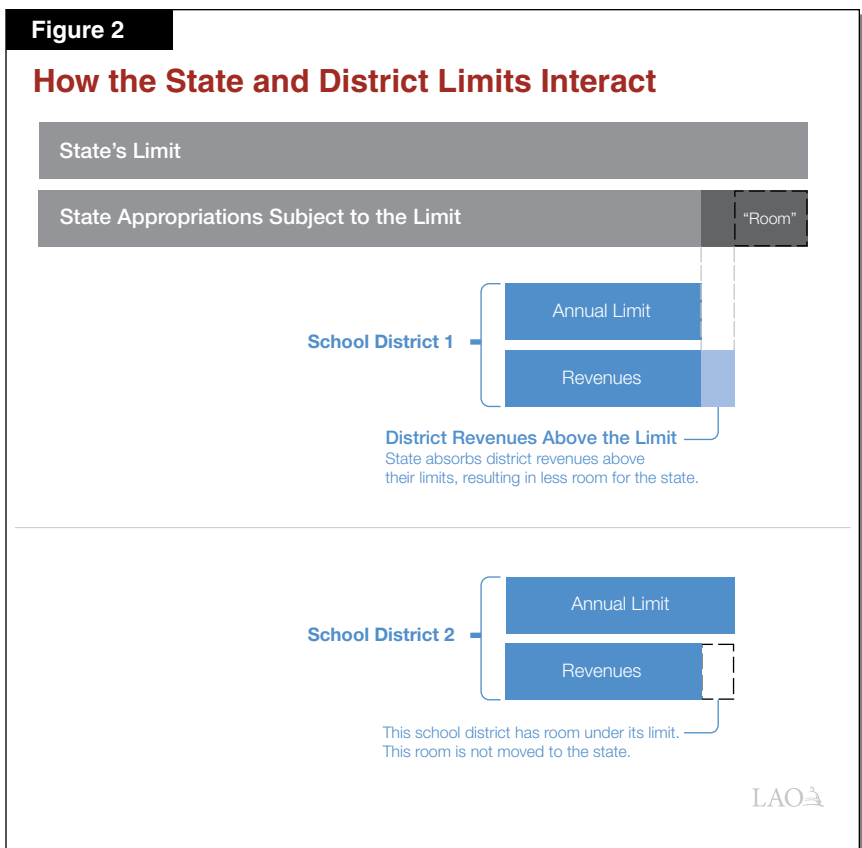 Figure 2
How the State and District Limits Interact
State’s Limit
State Appropriations Subject to the Limit
“Room”
School District 1
Annual Limit
Revenues
District Revenues Above the Limit
State absorbs district revenues above
their limits, resulting in less room for the state.
School District 2
Annual Limit
Revenues
This school district has room under its limit.
This room is not moved to the state.
LAO